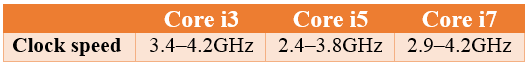 Core i3 Core i5 Core i7
Clock speed 3.4–4.2GHz 2.4–3.8GHz 2.9–4.2GHz